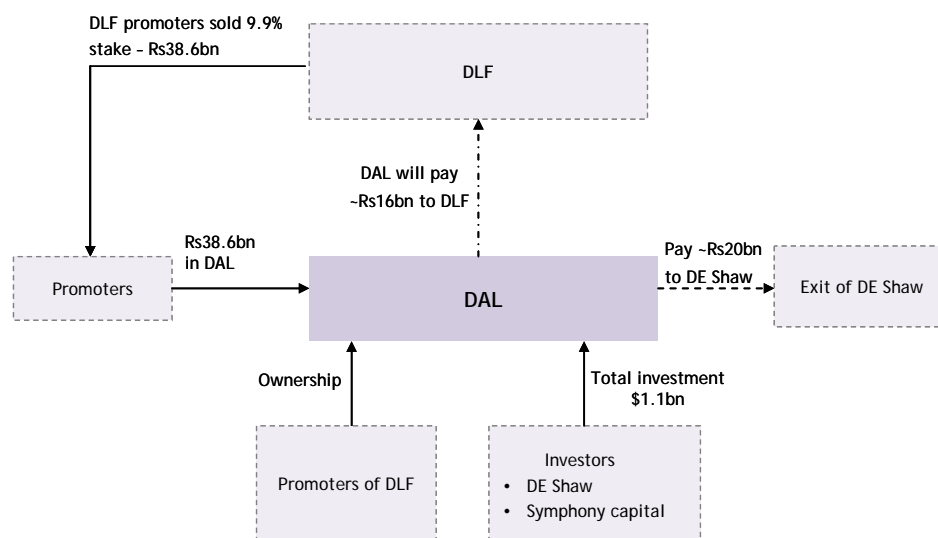 DLF promoters sold 9.9%
stake – Rs38.6bn
DLF
DAL will pay
~Rs16bn to DLF
Rs38.6bn
in DAL
Promoters
DAL
Pay ~Rs20bn
to DE Shaw
Exit of DE Shaw
Ownership
Total investment
$1.1bn
Promoters of DLF
Investors
• DE Shaw
• Symphony capital